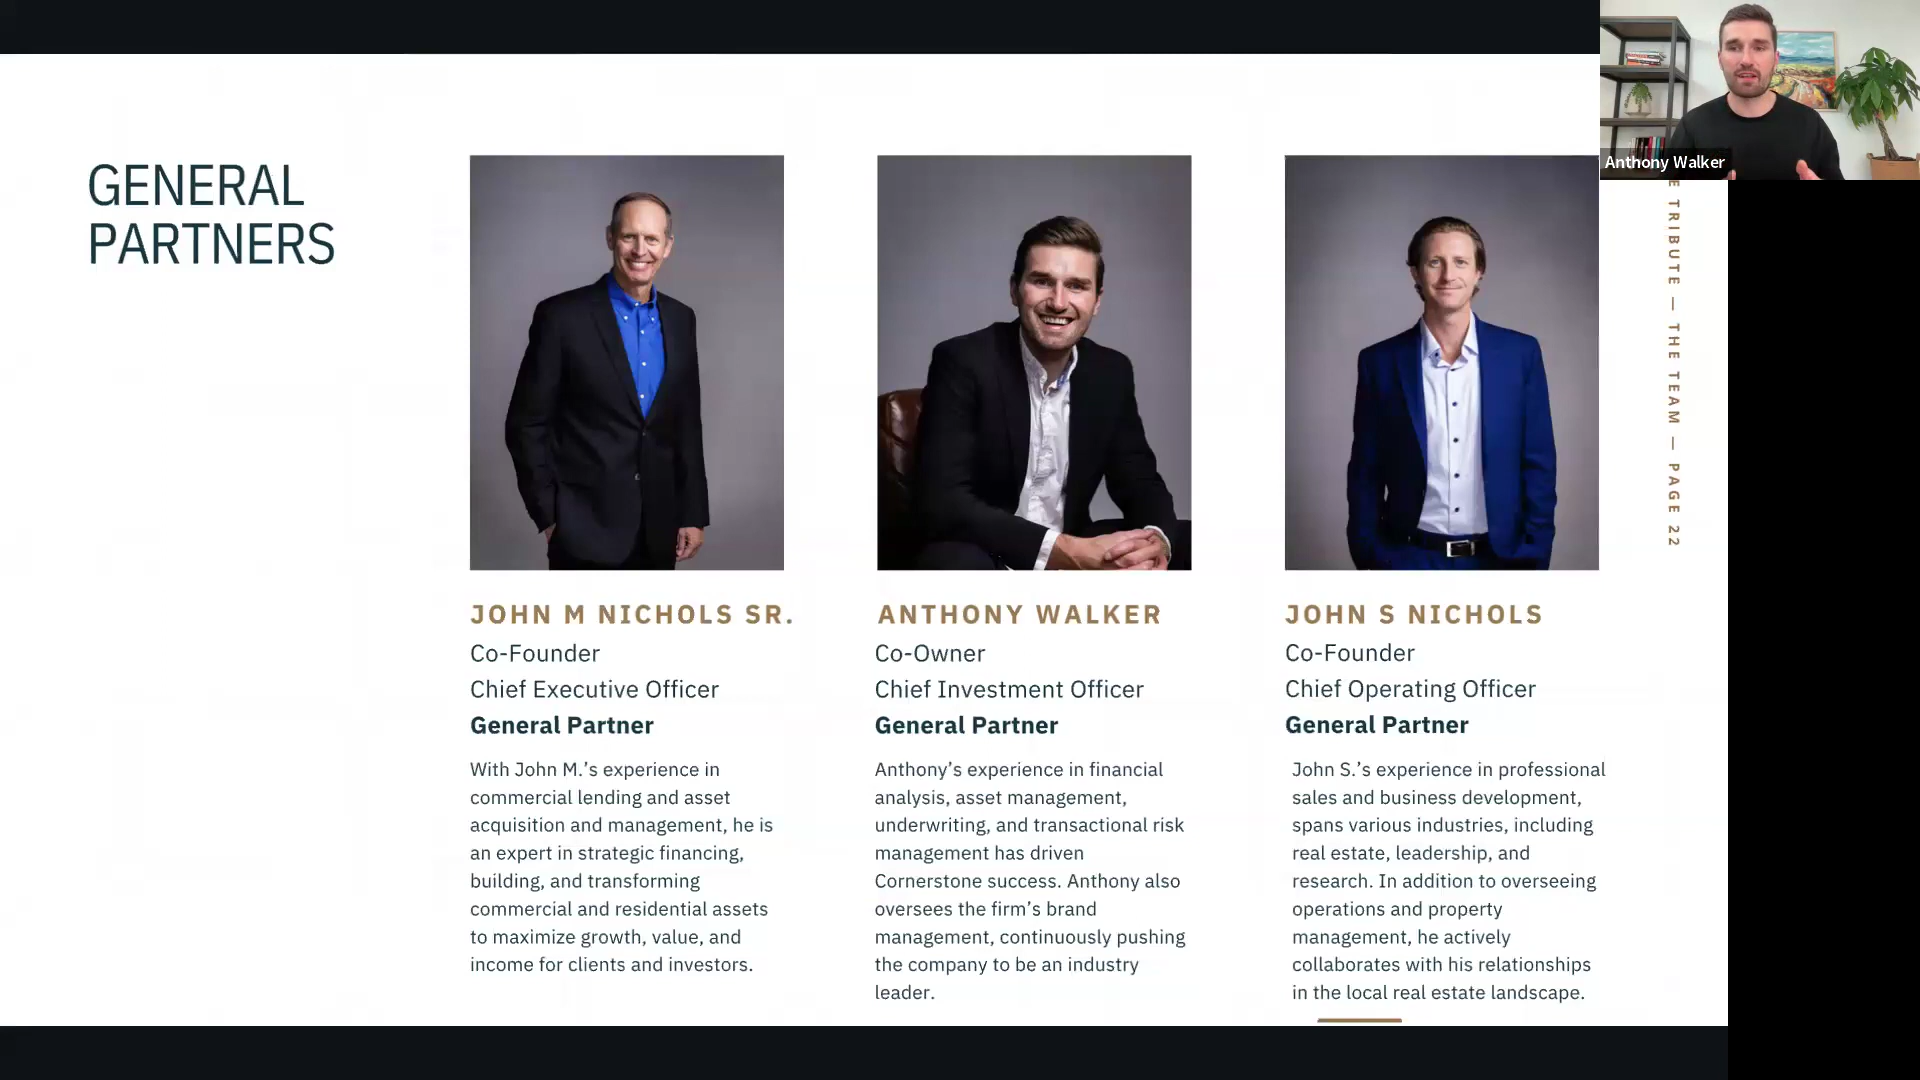 GENERAL
PARTNERS
JOHN M NICHOLS SR.
Co-Founder
Chief Executive Officer
General Partner
With John M.’s experience in
commercial lending and asset
acquisition and management, he is
an expert in strategic financing,
building, and transforming
commercial and residential assets
to maximize growth, value, and
income for clients and investors.
ANTHONY WALKER
Co-Owner
Chief Investment Officer
General Partner
Anthony’s experience in financial
analysis, asset management,
underwriting, and transactional risk
management has driven
Cornerstone success. Anthony also
oversees the firm’s brand
management, continuously pushing
the company to be an industry
leader.
JOHN S NICHOLS
Co-Founder
Chief Operating Officer
General Partner
John S.’s experience in professional
sales and business development,
spans various industries, including
real estate, leadership, and
research. In addition to overseeing
operations and property
management, he actively
collaborates with his relationships
in the local real estate landscape.
Anthony Walker
E TRIBUTE — THE TEAM — PAGE 22